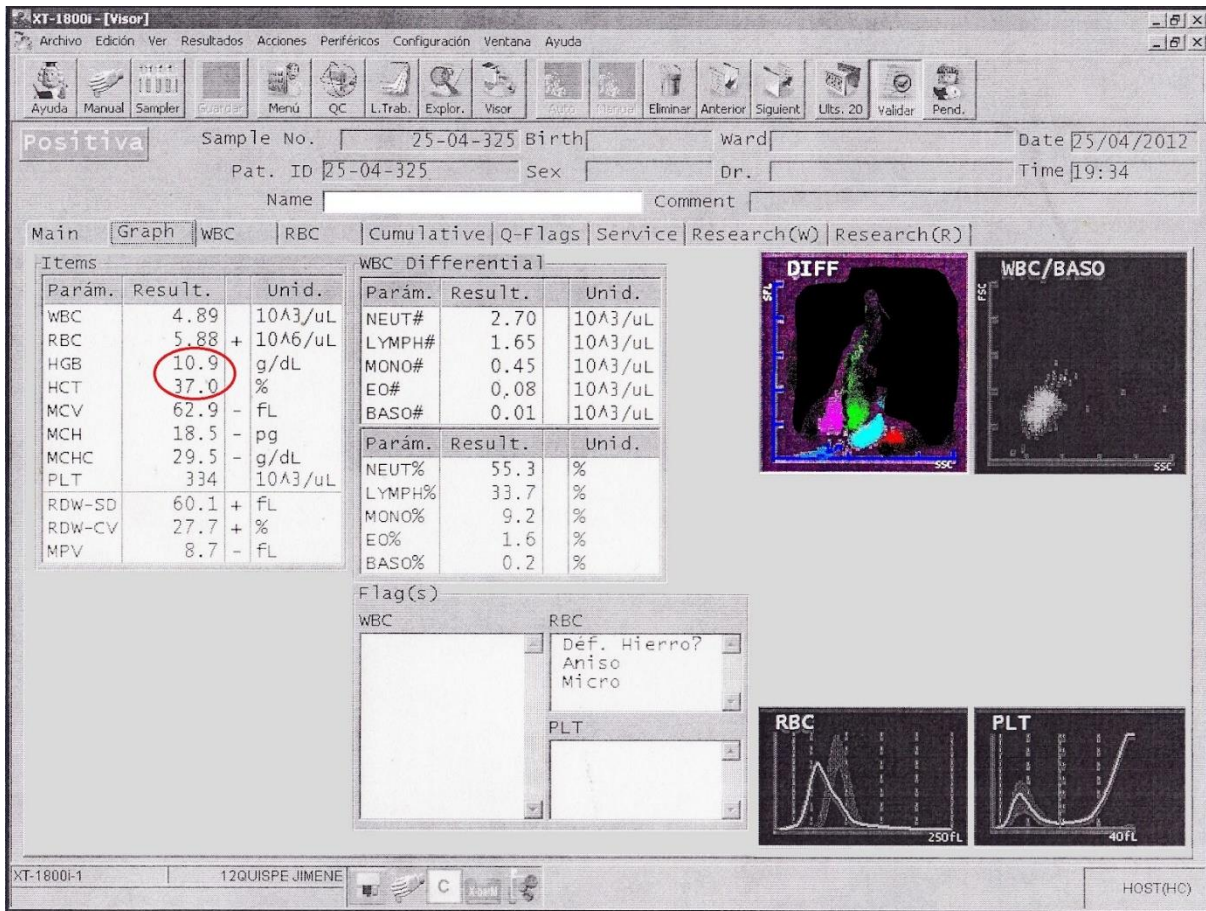 XT-1800i - [Visor]
Archivo Edición Ver Resultados Acciones Periféricos Configuración Ventana Ayuda
Ayuda Manual Sampler Guardar Menú QC L.Trab. Explor. Visor Auto Manual Eliminar Anterior Siguient Ults. 20 Validar Pend.
Positiva Sample No. 25-04-325 Birth Ward Date 25/04/2012
Pat. ID 25-04-325 Sex Dr. Time 19:34
Name Comment
Main Graph WBC RBC Cumulative Q-Flags Service Research(W) Research(R)
Items
Parám. Result. Unid.
WBC 4.89 10^3/uL
RBC 5.88 + 10^6/uL
HGB 10.9 g/dL
HCT 37.0 %
MCV 62.9 - fL
MCH 18.5 - pg
MCHC 29.5 - g/dL
PLT 334 10^3/uL
RDW-SD 60.1 + fL
RDW-CV 27.7 + %
MPV 8.7 - fL
WBC Differential
Parám. Result. Unid.
NEUT# 2.70 10^3/uL
LYMPH# 1.65 10^3/uL
MONO# 0.45 10^3/uL
EO# 0.08 10^3/uL
BASO# 0.01 10^3/uL
Parám. Result. Unid.
NEUT% 55.3 %
LYMPH% 33.7 %
MONO% 9.2 %
EO% 1.6 %
BASO% 0.2 %
DIFF
SFL
SSC
WBC/BASO
FSC
SSC
Flag(s)
WBC
RBC
Déf. Hierro?
Aniso
Micro
PLT
RBC
250fL
PLT
40fL
XT-1800i-1 12QUISPE JIMENE C HOST(HC)